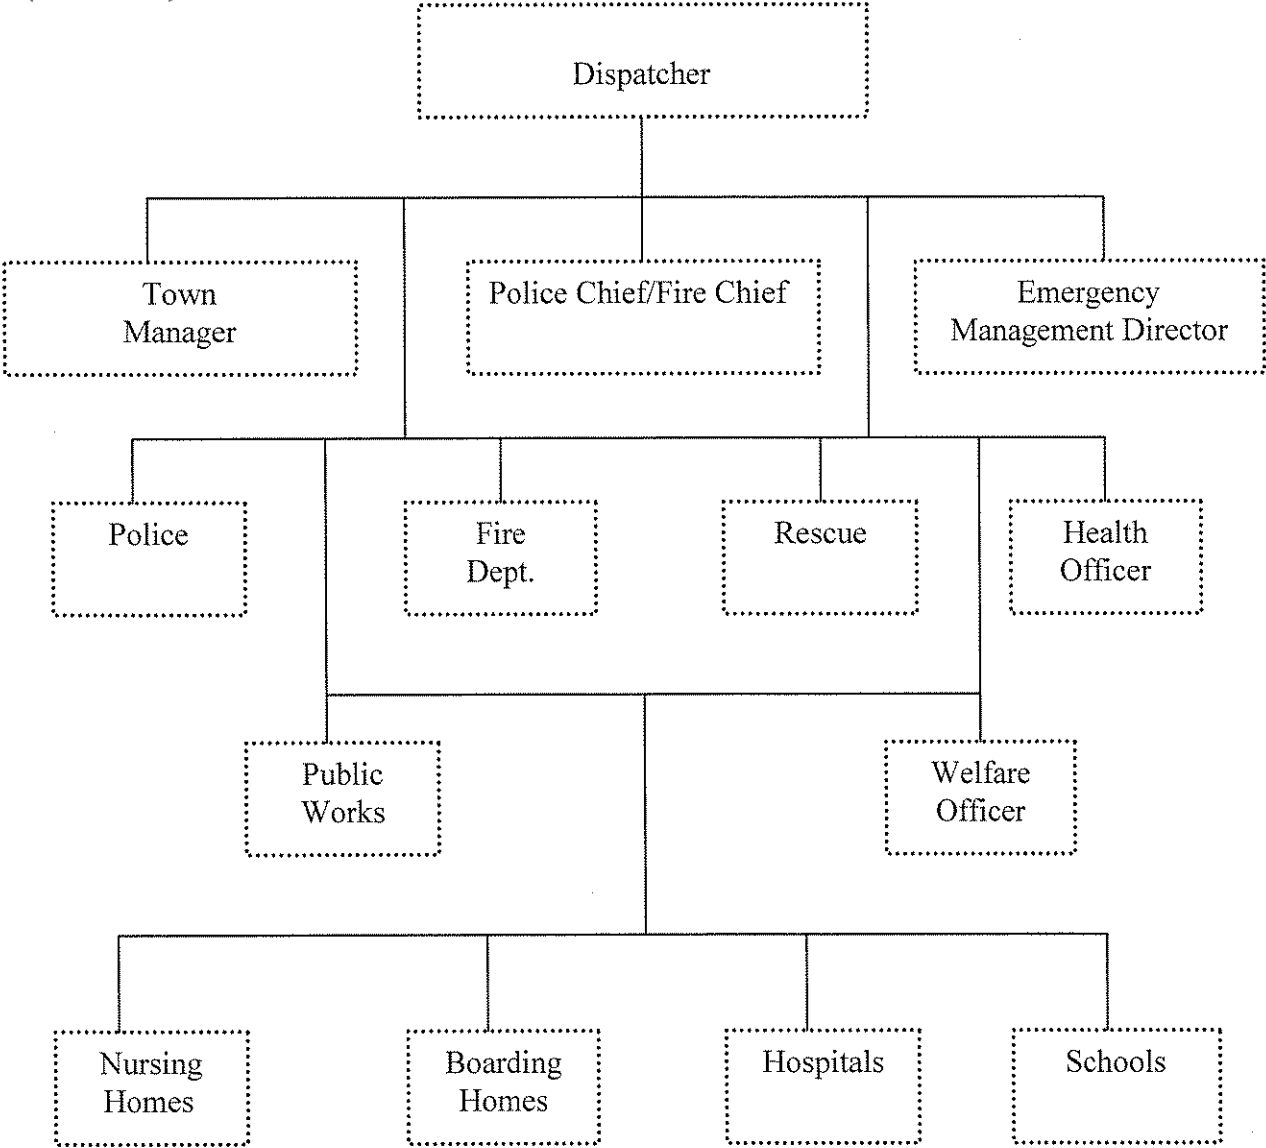 Dispatcher
Town
Manager
Police Chief/Fire Chief
Emergency
Management Director
Police
Fire
Dept.
Rescue
Health
Officer
Public
Works
Welfare
Officer
Nursing
Homes
Boarding
Homes
Hospitals
Schools